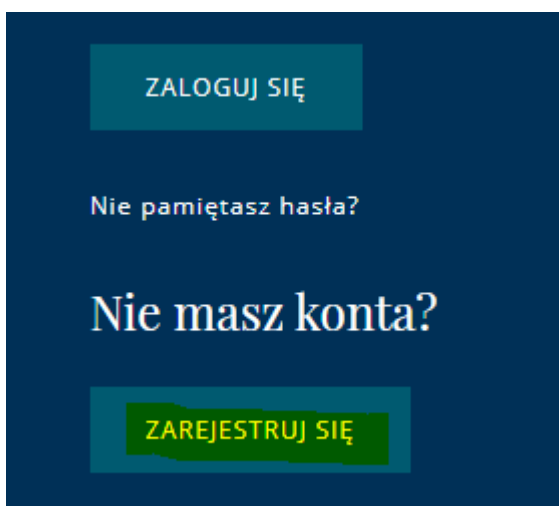 ZALOGUJ SIĘ
Nie pamiętasz hasła?
Nie masz konta?
ZAREJESTRUJ SIĘ